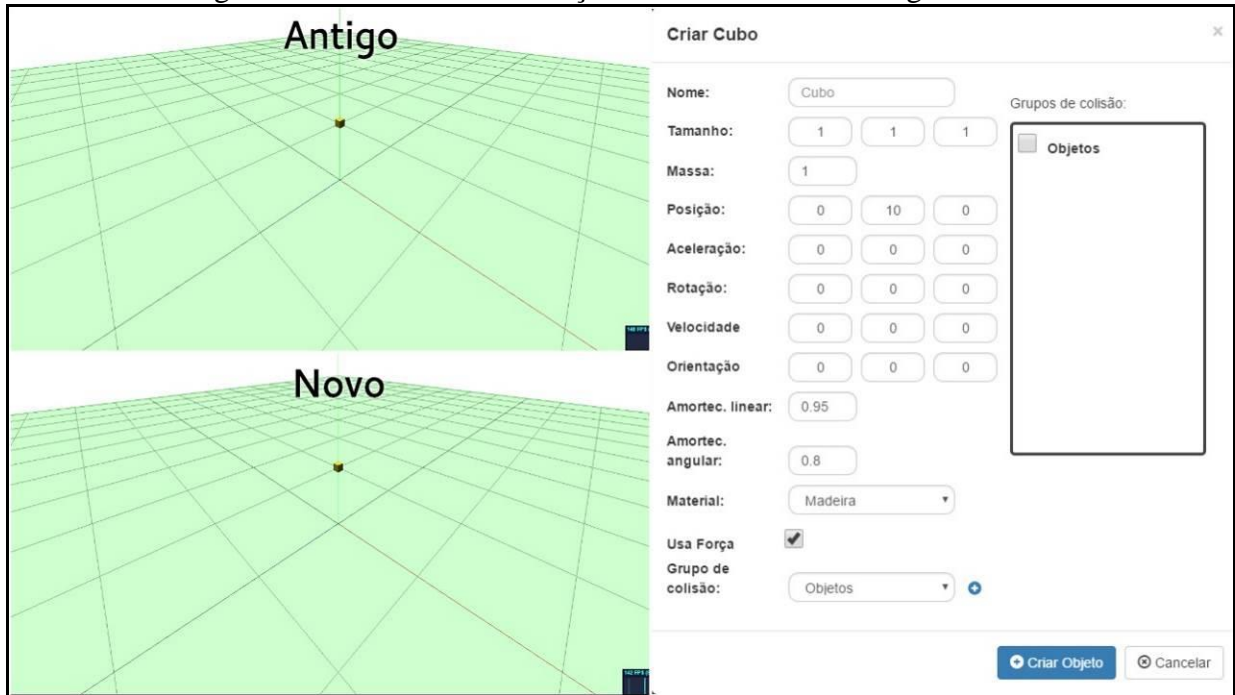 Antigo
Novo
Criar Cubo ×
Nome: Cubo
Tamanho: 1 1 1
Massa: 1
Posição: 0 10 0
Aceleração: 0 0 0
Rotação: 0 0 0
Velocidade 0 0 0
Orientação 0 0 0
Amortec. linear: 0.95
Amortec.
angular: 0.8
Material: Madeira
Usa Força
Grupo de
colisão: Objetos
Grupos de colisão:
Objetos
Criar Objeto Cancelar